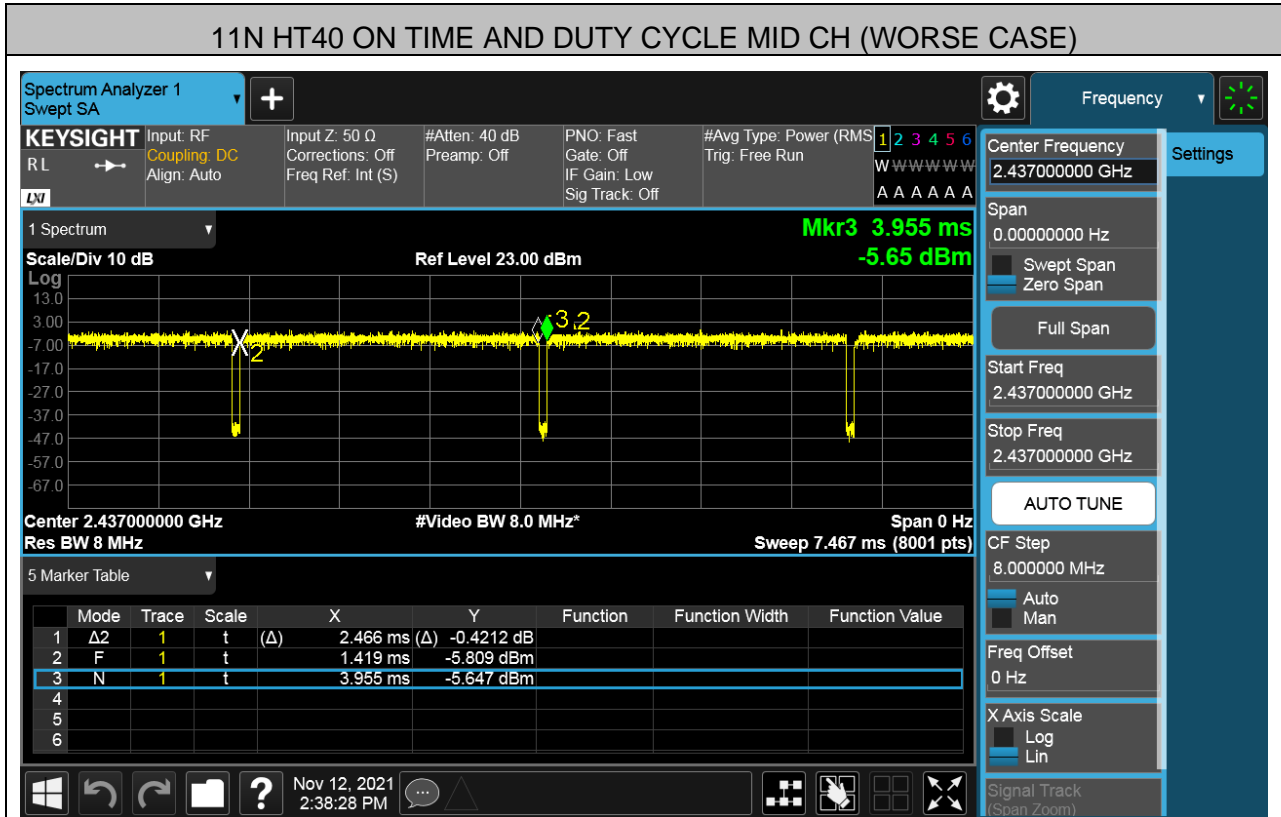 11N HT40 ON TIME AND DUTY CYCLE MID CH (WORSE CASE)
Spectrum Analyzer 1
Swept SA
+
Frequency
KEYSIGHT
RL
LXI
Input: RF
Coupling: DC
Align: Auto
Input Z: 50 Ω
Corrections: Off
Freq Ref: Int (S)
#Atten: 40 dB
Preamp: Off
PNO: Fast
Gate: Off
IF Gain: Low
Sig Track: Off
#Avg Type: Power (RMS
Trig: Free Run
1 2 3 4 5 6
W W W W W W
A A A A A A
1 Spectrum
Mkr3 3.955 ms
Scale/Div 10 dB
Ref Level 23.00 dBm
-5.65 dBm
Log
13.0
3.00
-7.00
-17.0
-27.0
-37.0
-47.0
-57.0
-67.0
X2
3
2
Center 2.437000000 GHz
#Video BW 8.0 MHz*
Span 0 Hz
Res BW 8 MHz
Sweep 7.467 ms (8001 pts)
5 Marker Table
Mode Trace Scale X Y Function Function Width Function Value
1 Δ2 1 t (Δ) 2.466 ms (Δ) -0.4212 dB
2 F 1 t 1.419 ms -5.809 dBm
3 N 1 t 3.955 ms -5.647 dBm
4
5
6
?
Nov 12, 2021
2:38:28 PM
Center Frequency
2.437000000 GHz
Settings
Span
0.00000000 Hz
Swept Span
Zero Span
Full Span
Start Freq
2.437000000 GHz
Stop Freq
2.437000000 GHz
AUTO TUNE
CF Step
8.000000 MHz
Auto
Man
Freq Offset
0 Hz
X Axis Scale
Log
Lin
Signal Track
(Span Zoom)